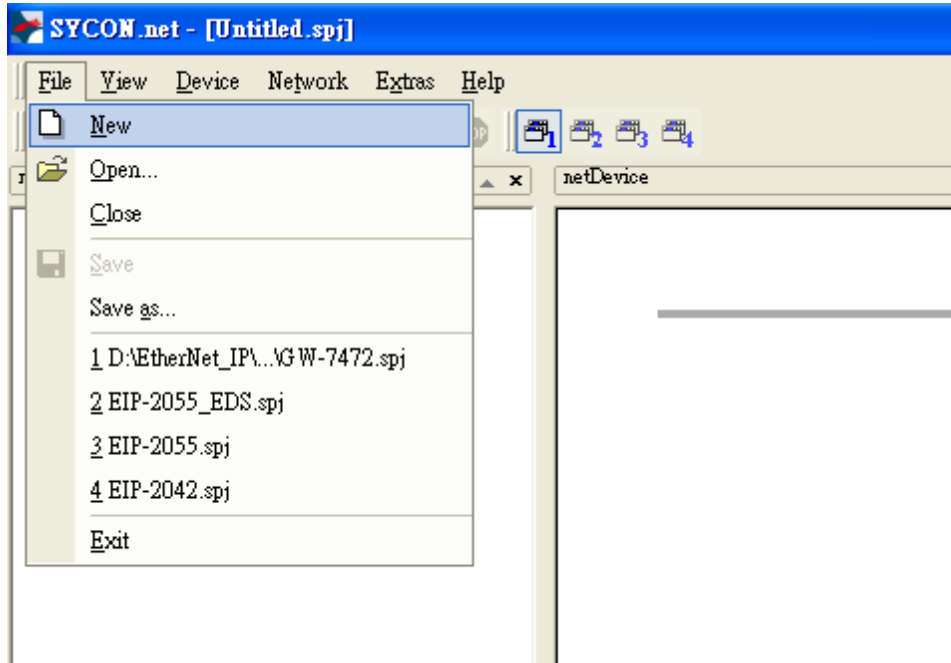 SYCON.net - [Untitled.spj]
File View Device Network Extras Help
New
1 2 3 4
Open...
netDevice
Close
Save
Save as...
1 D:\EtherNet_IP\...\GW-7472.spj
2 EIP-2055_EDS.spj
3 EIP-2055.spj
4 EIP-2042.spj
Exit